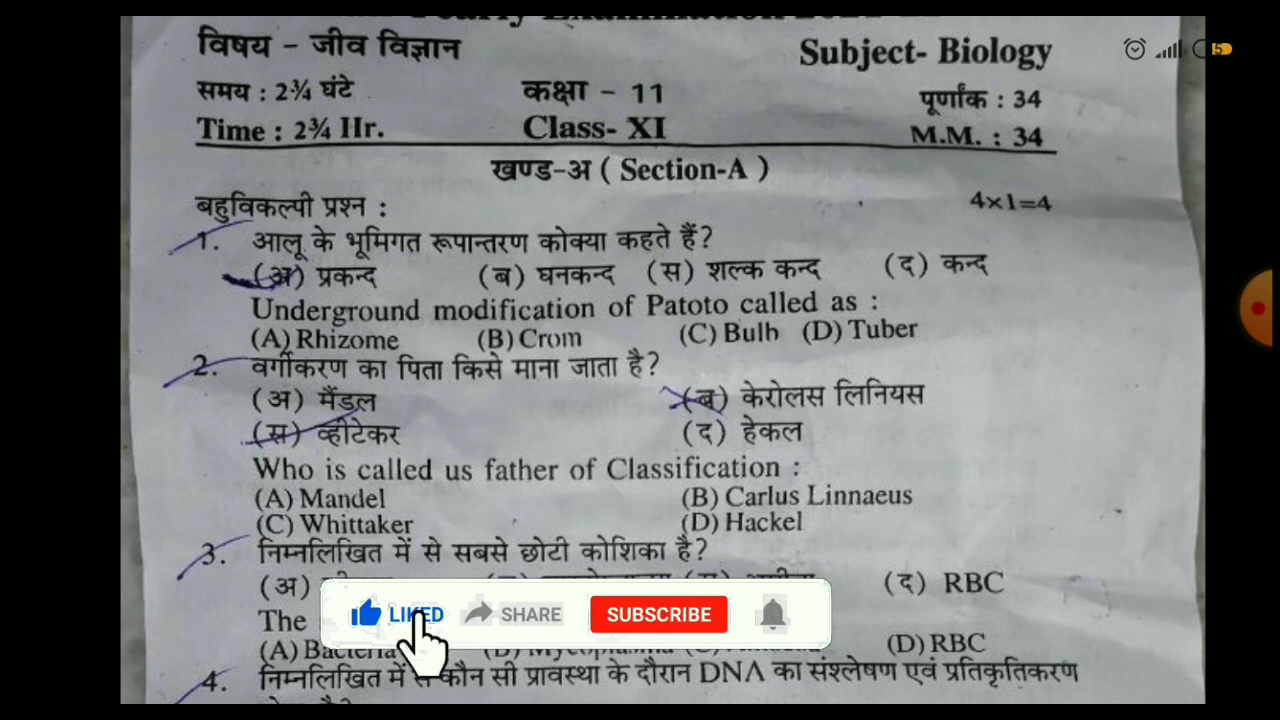 विषय - जीव विज्ञान Subject- Biology
समय : 2¾ घंटे कक्षा - 11 पूर्णांक : 34
Time : 2¾ Hr. Class- XI M.M. : 34
खण्ड-अ ( Section-A )
बहुविकल्पी प्रश्न : 4×1=4
1. आलू के भूमिगत रूपान्तरण कोक्या कहते हैं?
(अ) प्रकन्द (ब) घनकन्द (स) शल्क कन्द (द) कन्द
Underground modification of Patoto called as :
(A) Rhizome (B) Crom (C) Bulb (D) Tuber
2. वर्गीकरण का पिता किसे माना जाता है?
(अ) मैंडल (ब) केरोलस लिनियस
(स) व्हीटेकर (द) हेकल
Who is called us father of Classification :
(A) Mandel (B) Carlus Linnaeus
(C) Whittaker (D) Hackel
3. निम्नलिखित में से सबसे छोटी कोशिका है?
(अ) (द) RBC
The
LIKED SHARE SUBSCRIBE
(A) Bacteria (B) Mycoplasma (D) RBC
4. निम्नलिखित में से कौन सी प्रावस्था के दौरान DNA का संश्लेषण एवं प्रतिकृतिकरण